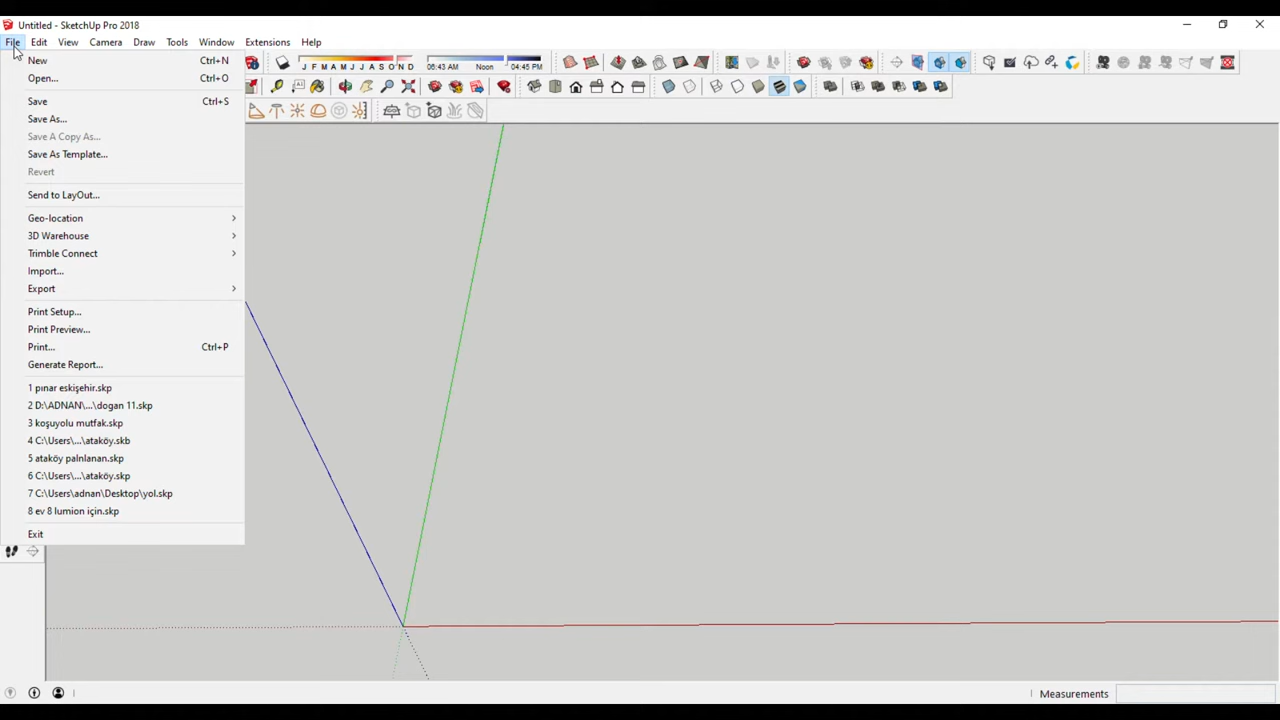 Untitled - SketchUp Pro 2018
File Edit View Camera Draw Tools Window Extensions Help
New Ctrl+N
Open... Ctrl+O
Save Ctrl+S
Save As...
Save A Copy As...
Save As Template...
Revert
Send to LayOut...
Geo-location
3D Warehouse
Trimble Connect
Import...
Export
Print Setup...
Print Preview...
Print... Ctrl+P
Generate Report...
1 pınar eskişehir.skp
2 D:\ADNAN\...\dogan 11.skp
3 koşuyolu mutfak.skp
4 C:\Users\...\ataköy.skb
5 ataköy palnlanan.skp
6 C:\Users\...\ataköy.skp
7 C:\Users\adnan\Desktop\yol.skp
8 ev 8 lumion için.skp
Exit
J F M A M J J A S O N D
06:43 AM Noon 04:45 PM
Measurements